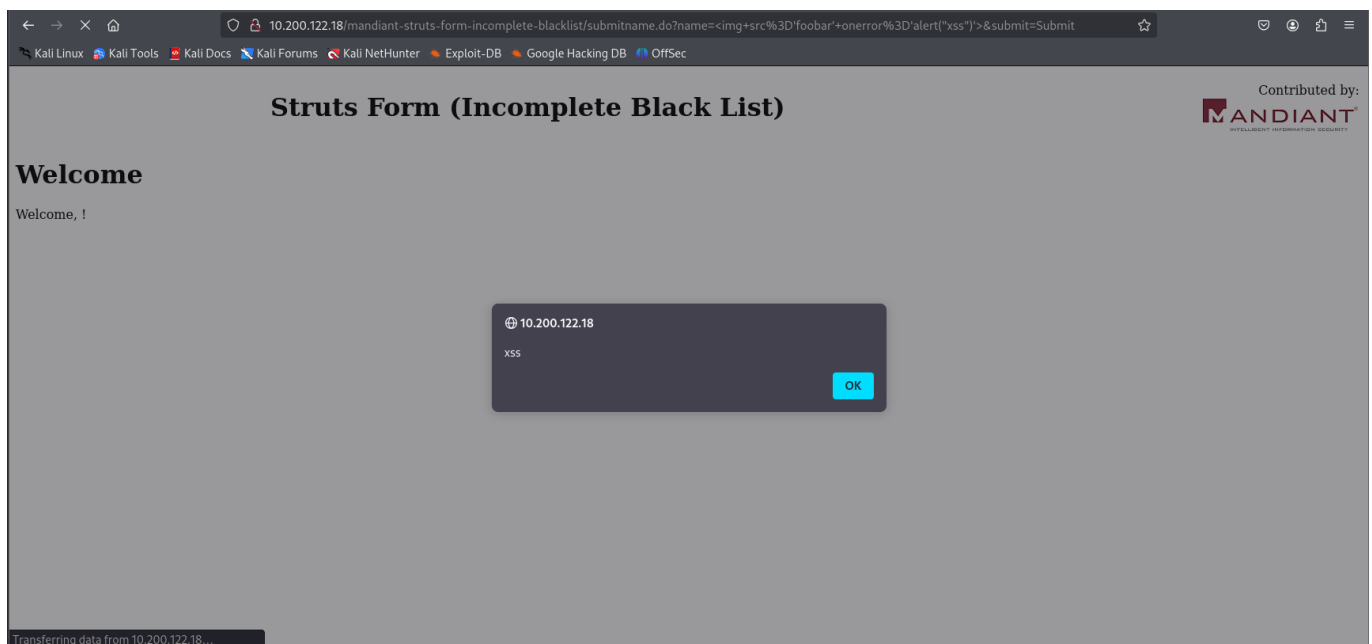 10.200.122.18/mandiant-struts-form-incomplete-blacklist/submitname.do?name=<img+src%3D'foobar'+onerror%3D'alert("xss")'>&submit=Submit
Kali Linux Kali Tools Kali Docs Kali Forums Kali NetHunter Exploit-DB Google Hacking DB OffSec
Contributed by:
Struts Form (Incomplete Black List)
MANDIANT
INTELLIGENT INFORMATION SECURITY
Welcome
Welcome, !
10.200.122.18
xss
OK
Transferring data from 10.200.122.18...